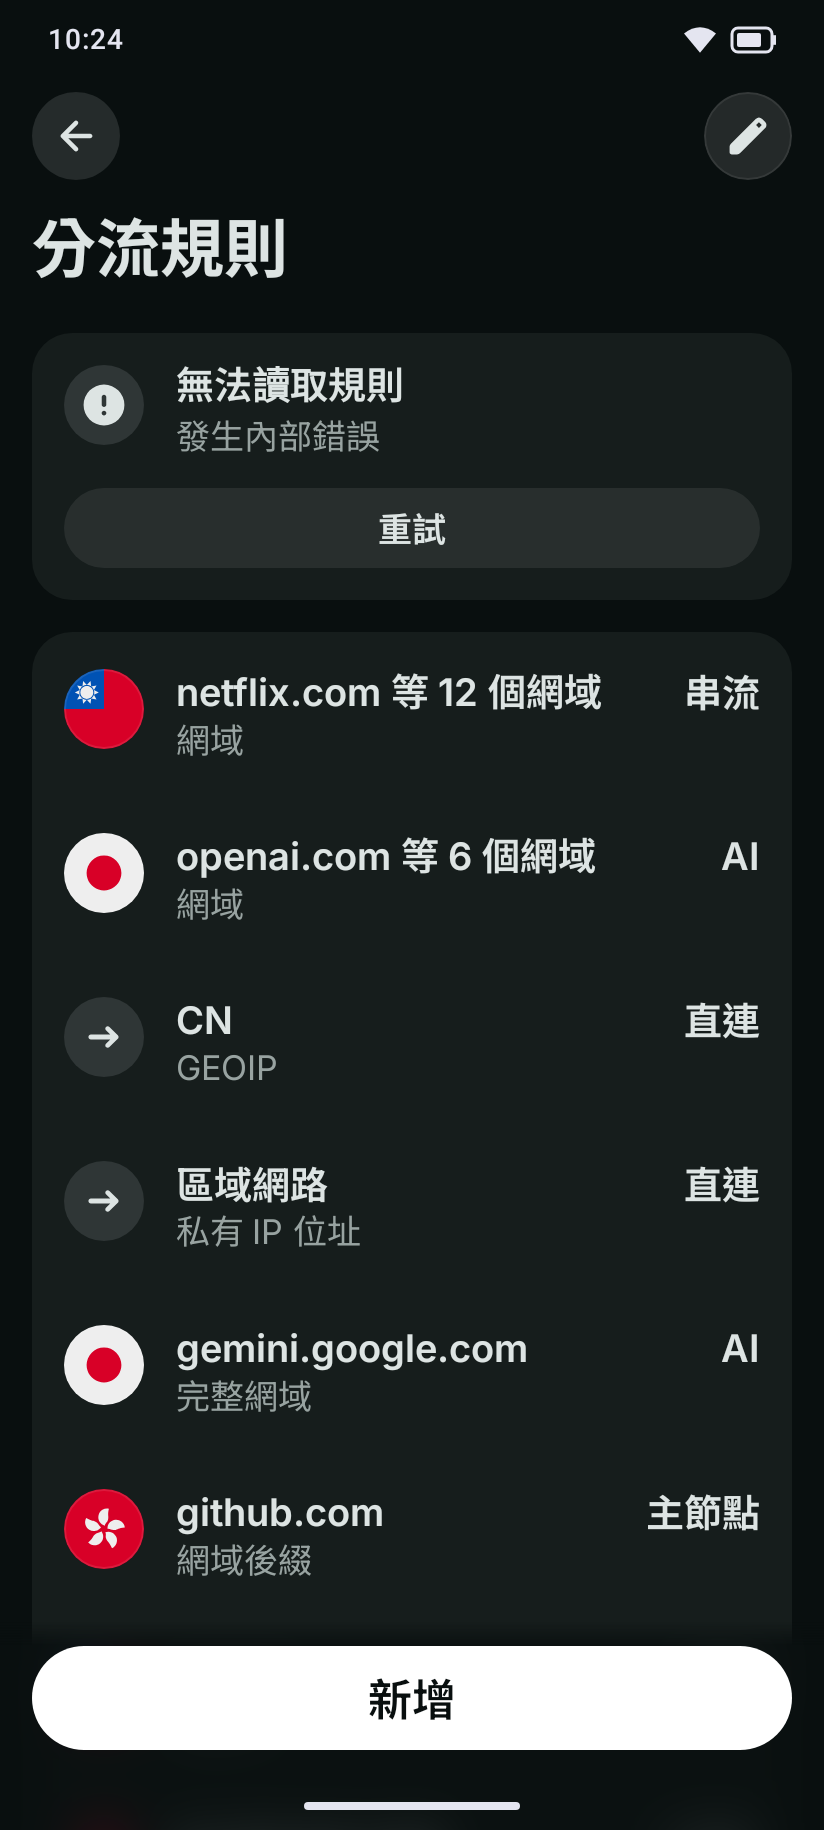 10:24
分流規則
無法讀取規則
發生內部錯誤
重試
netflix.com 等 12 個網域
串流
網域
openai.com 等 6 個網域
AI
網域
CN
直連
GEOIP
區域網路
直連
私有 IP 位址
gemini.google.com
AI
完整網域
github.com
主節點
網域後綴
新增